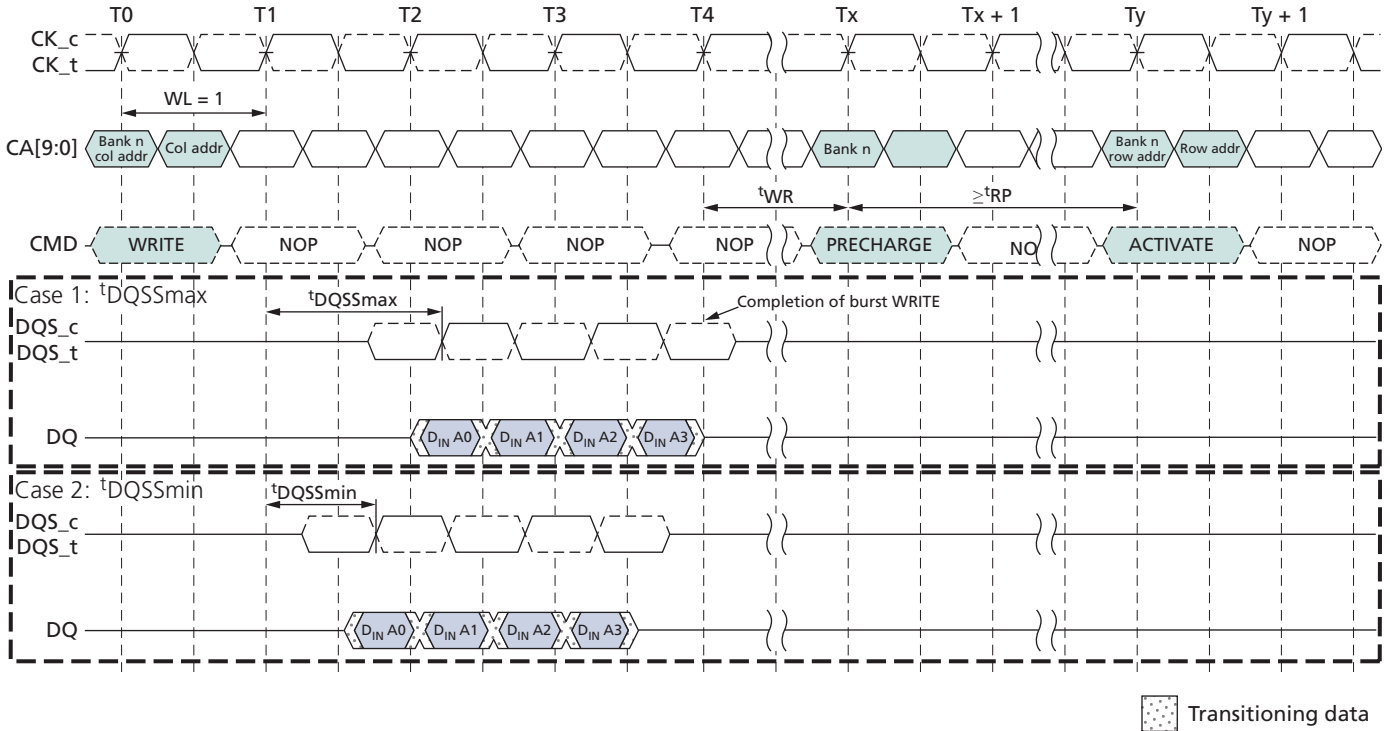 T0 T1 T2 T3 T4 Tx Tx + 1 Ty Ty + 1
CK_c
CK_t
WL = 1
CA[9:0]
Bank n
col addr
Col addr
Bank n
Bank n
row addr
Row addr
tWR
≥tRP
CMD
WRITE NOP NOP NOP NOP PRECHARGE NO ACTIVATE NOP
Case 1: tDQSSmax
tDQSSmax
Completion of burst WRITE
DQS_c
DQS_t
DQ
DIN A0 DIN A1 DIN A2 DIN A3
Case 2: tDQSSmin
tDQSSmin
DQS_c
DQS_t
DQ
DIN A0 DIN A1 DIN A2 DIN A3
Transitioning data